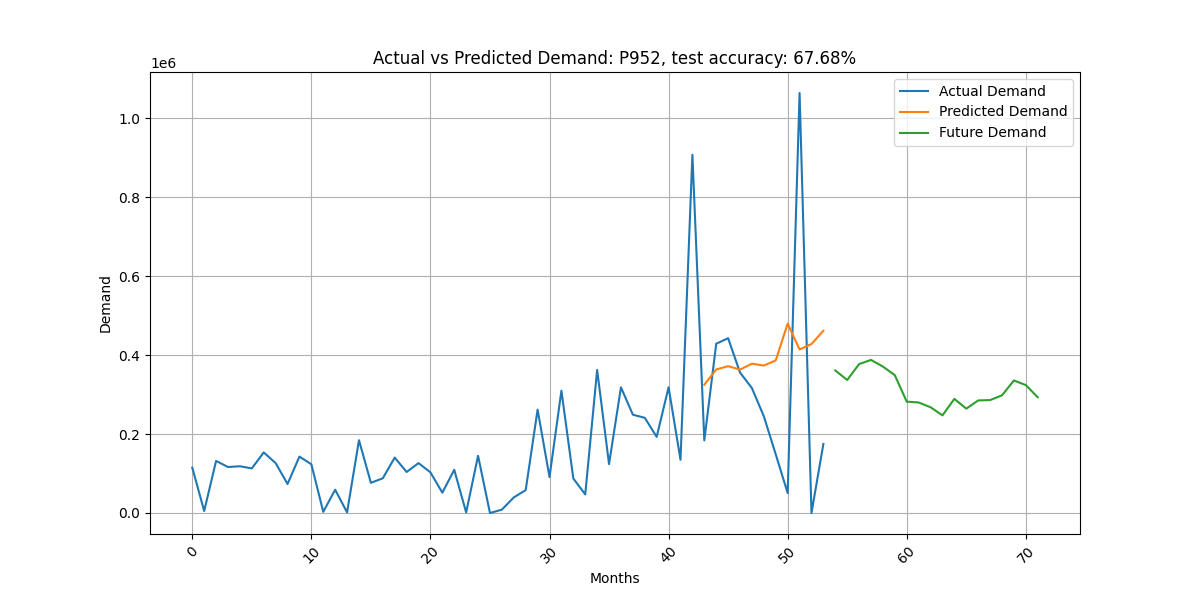 Actual vs Predicted Demand: P952, test accuracy: 67.68%
1e6
Actual Demand
Predicted Demand
Future Demand
1.0
0.8
0.6
0.4
0.2
0.0
Demand
0 10 20 30 40 50 60 70
Months